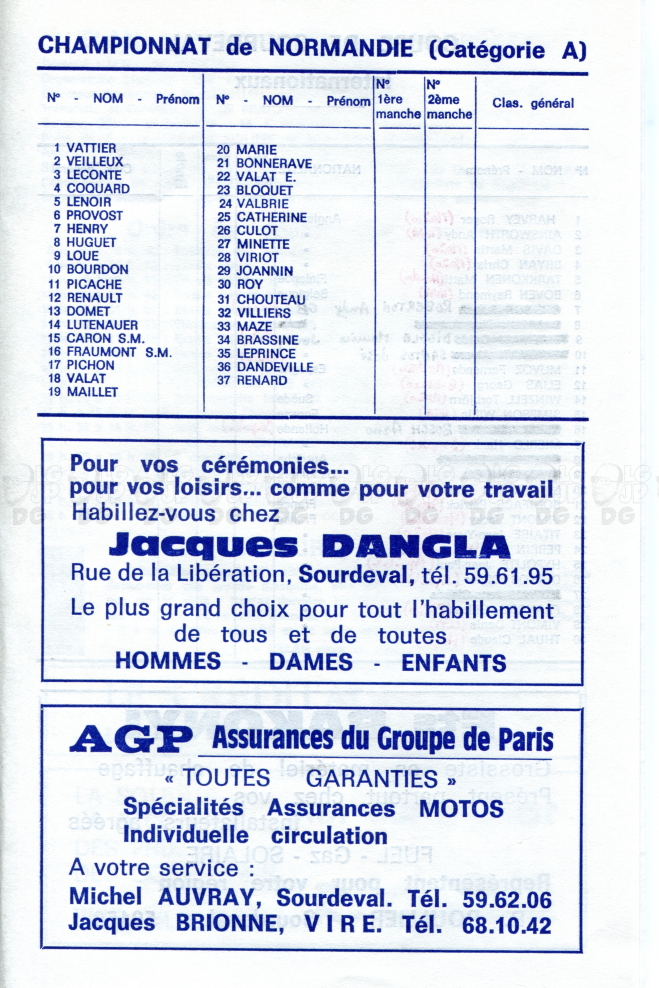 CHAMPIONNAT de NORMANDIE (Catégorie A)
N° - NOM - Prénom
N° - NOM - Prénom
N° 1ère manche
N° 2ème manche
Clas. général
1 VATTIER
2 VEILLEUX
3 LECONTE
4 COQUARD
5 LENOIR
6 PROVOST
7 HENRY
8 HUGUET
9 LOUE
10 BOURDON
11 PICACHE
12 RENAULT
13 DOMET
14 LUTENAUER
15 CARON S.M.
16 FRAUMONT S.M.
17 PICHON
18 VALAT
19 MAILLET
20 MARIE
21 BONNERAVE
22 VALAT E.
23 BLOQUET
24 VALBRIE
25 CATHERINE
26 CULOT
27 MINETTE
28 VIRIOT
29 JOANNIN
30 ROY
31 CHOUTEAU
32 VILLIERS
33 MAZE
34 BRASSINE
35 LEPRINCE
36 DANDEVILLE
37 RENARD
Pour vos cérémonies...
pour vos loisirs... comme pour votre travail
Habillez-vous chez
Jacques DANGLA
Rue de la Libération, Sourdeval, tél. 59.61.95
Le plus grand choix pour tout l'habillement
de tous et de toutes
HOMMES - DAMES - ENFANTS
AGP Assurances du Groupe de Paris
« TOUTES GARANTIES »
Spécialités Assurances MOTOS
Individuelle circulation
A votre service :
Michel AUVRAY, Sourdeval. Tél. 59.62.06
Jacques BRIONNE, VIRE. Tél. 68.10.42